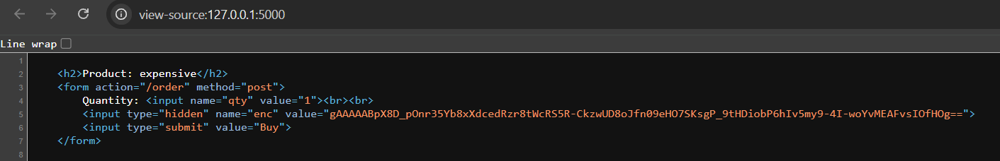 view-source:127.0.0.1:5000
Line wrap
1
2 <h2>Product: expensive</h2>
3 <form action="/order" method="post">
4 Quantity: <input name="qty" value="1"><br><br>
5 <input type="hidden" name="enc" value="gAAAAABpX8D_pOnr35Yb8xXdcedRzr8tWcRS5R-CkzwUD8oJfn09eHO7SKsgP_9tHDiobP6hIv5my9-4I-woYvMEAFvsIOfHOg==">
6 <input type="submit" value="Buy">
7 </form>
8